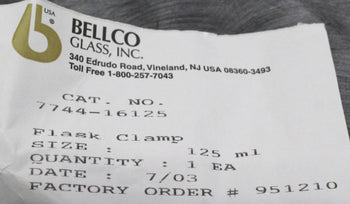 USA
®
BELLCO
GLASS, INC.
340 Edrudo Road, Vineland, NJ USA 08360-3493
Toll Free 1-800-257-7043
CAT. NO.
7744-16125
Flask Clamp
SIZE : 125 ml
QUANTITY : 1 EA
DATE : 7/03
FACTORY ORDER # 951210